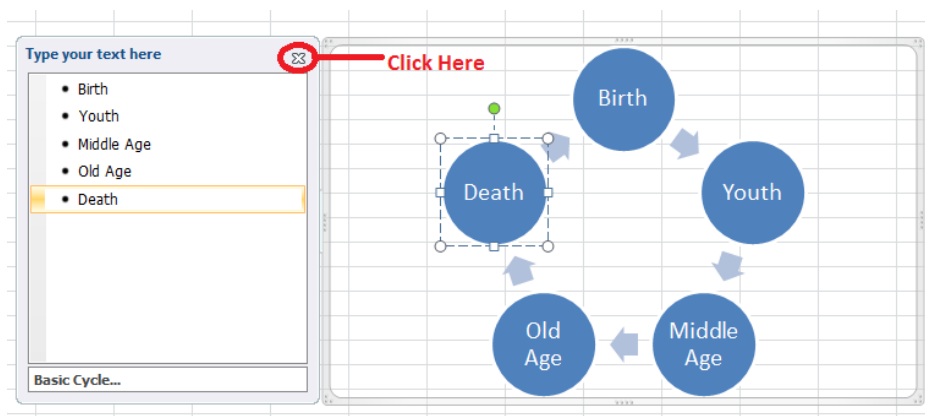 Type your text here
Click Here
• Birth
• Youth
• Middle Age
• Old Age
• Death
Basic Cycle...
Birth
Youth
Middle
Age
Old
Age
Death